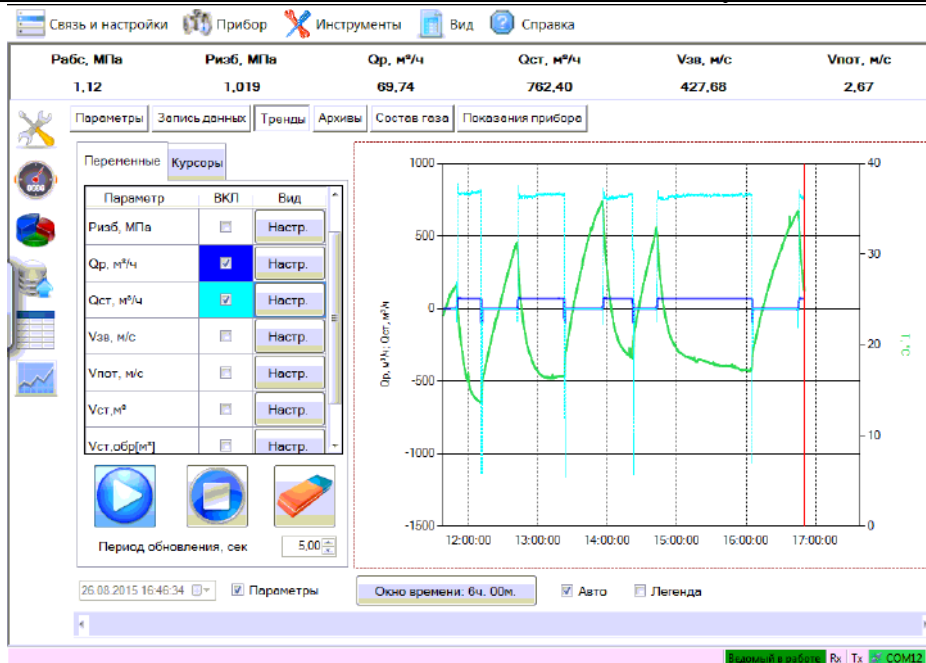 Связь и настройки Прибор Инструменты Вид Справка
Рабс, МПа Ризб, МПа Qр, м³/ч Qст, м³/ч Vзв, м/с Vпот, м/с
1,12 1,019 69,74 762,40 427,68 2,67
Параметры Запись данных Тренды Архивы Состав газа Показания прибора
Переменные Курсоры
Параметр ВКЛ Вид
Ризб, МПа Настр.
Qр, м³/ч Настр.
Qст, м³/ч Настр.
Vзв, м/с Настр.
Vпот, м/с Настр.
Vст,м³ Настр.
Vст,обр[м³] Настр.
Период обновления, сек 5,00
1000
500
0
-500
-1000
-1500
Qр, м³/ч ; Qст, м³/ч
40
30
20
10
0
12:00:00 13:00:00 14:00:00 15:00:00 16:00:00 17:00:00
26.08.2015 16:46:34 Параметры Окно времени: 6ч. 00м. Авто Легенда
Ведомый в работе Rx Tx COM12